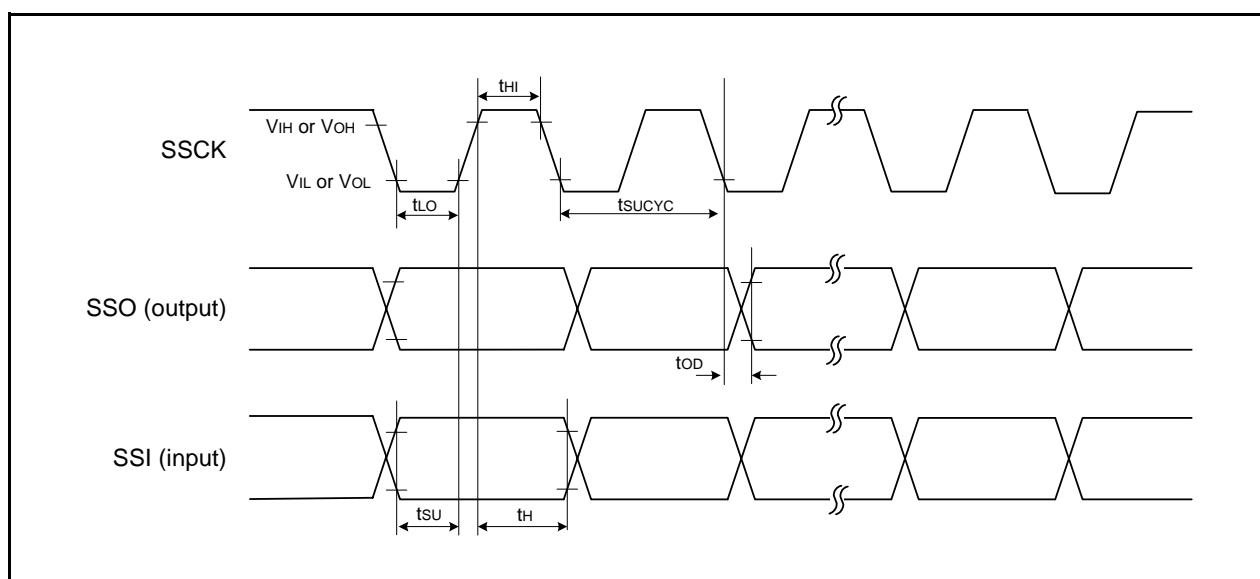 tHI
VIH or VOH
SSCK
VIL or VOL
tLO
tSUCYC
SSO (output)
tOD
SSI (input)
tSU
tH